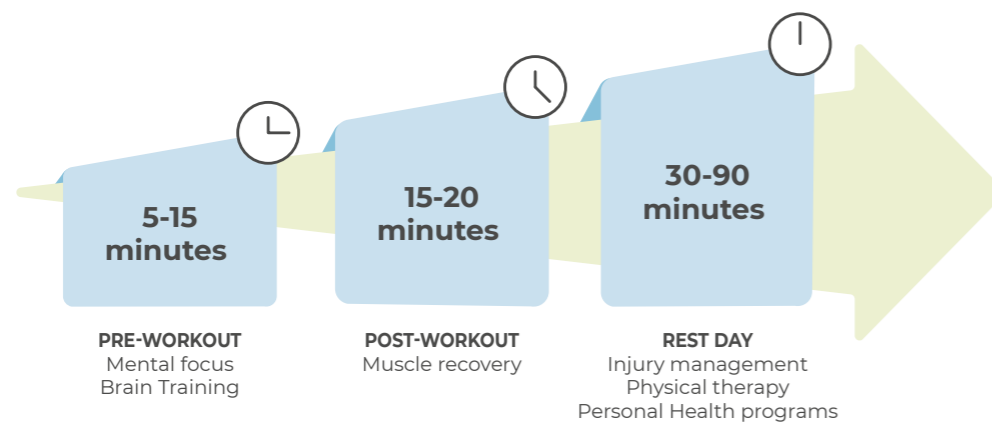 5-15
minutes
15-20
minutes
30-90
minutes
PRE-WORKOUT
Mental focus
Brain Training
POST-WORKOUT
Muscle recovery
REST DAY
Injury management
Physical therapy
Personal Health programs